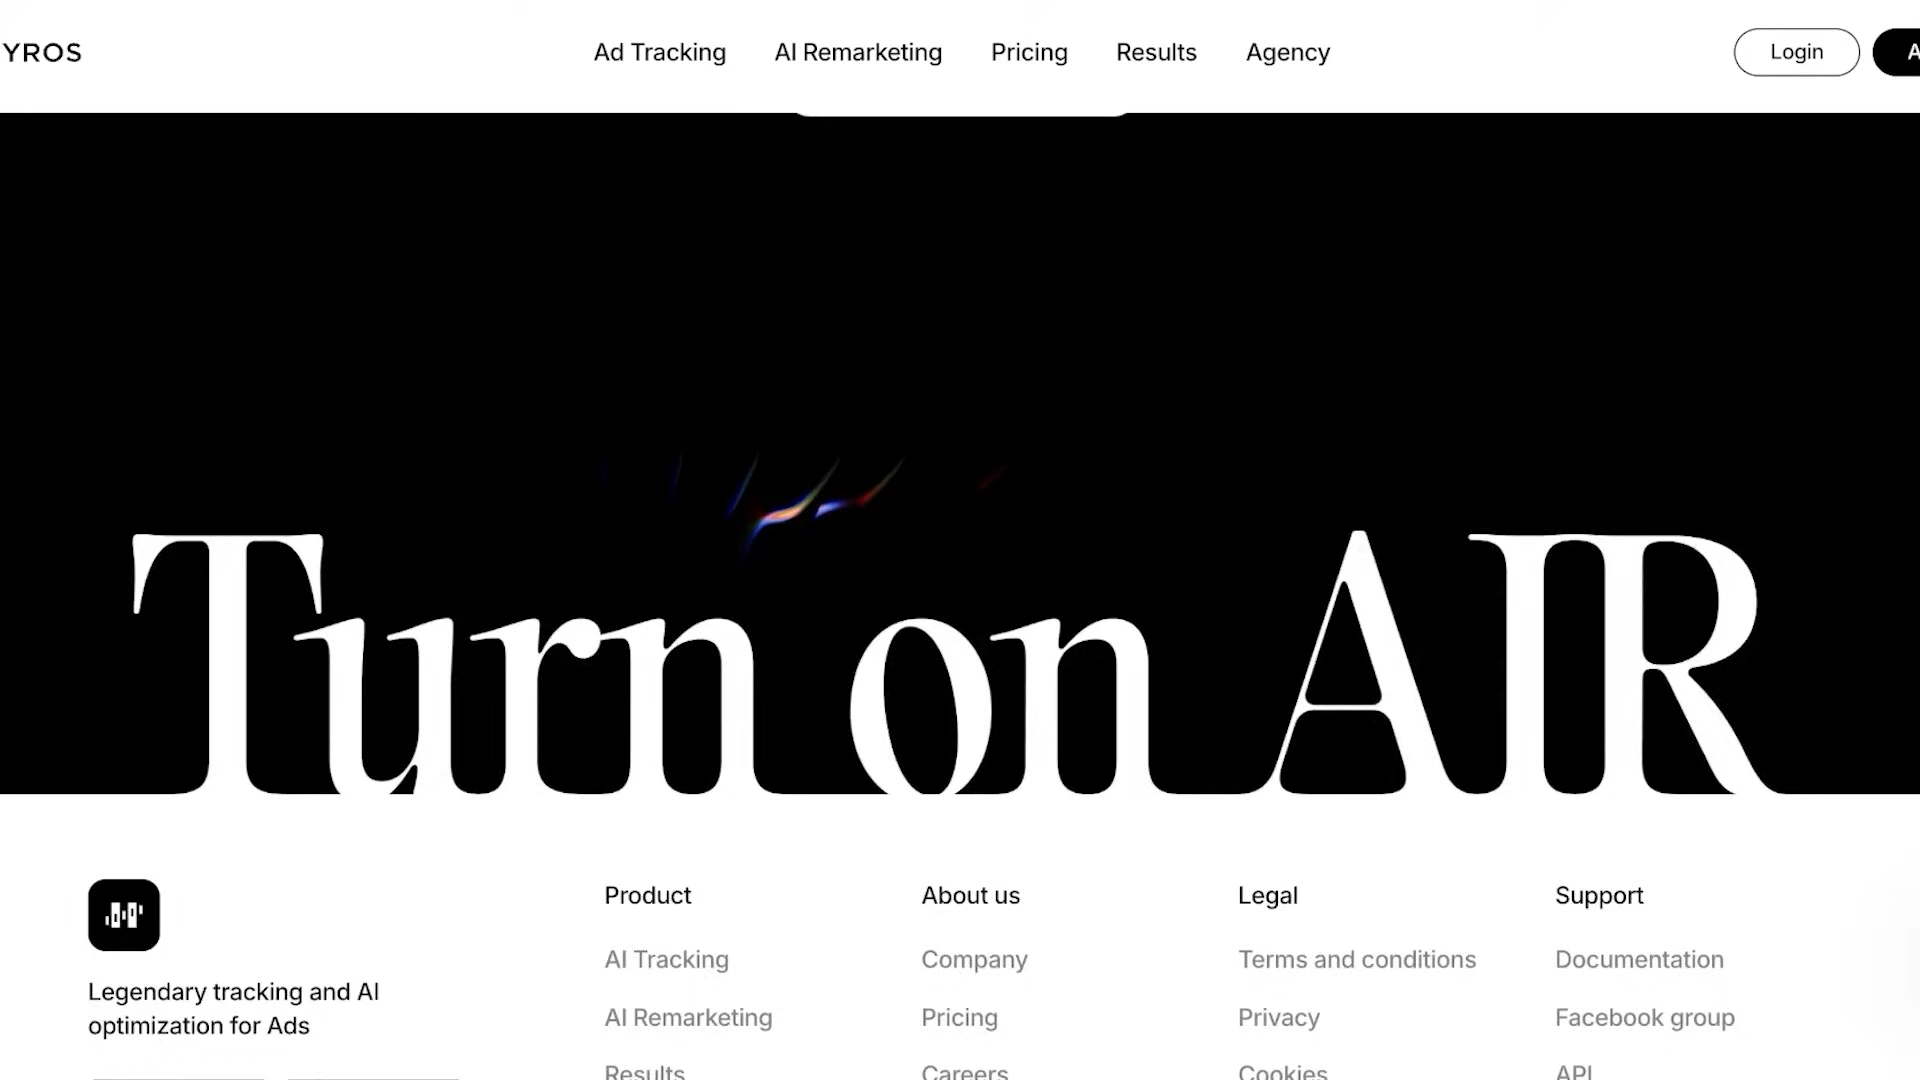 YROS
Ad Tracking
AI Remarketing
Pricing
Results
Agency
Login
A
Turn on AIR
Legendary tracking and AI
optimization for Ads
Product
AI Tracking
AI Remarketing
Results
About us
Company
Pricing
Careers
Legal
Terms and conditions
Privacy
Cookies
Support
Documentation
Facebook group
API